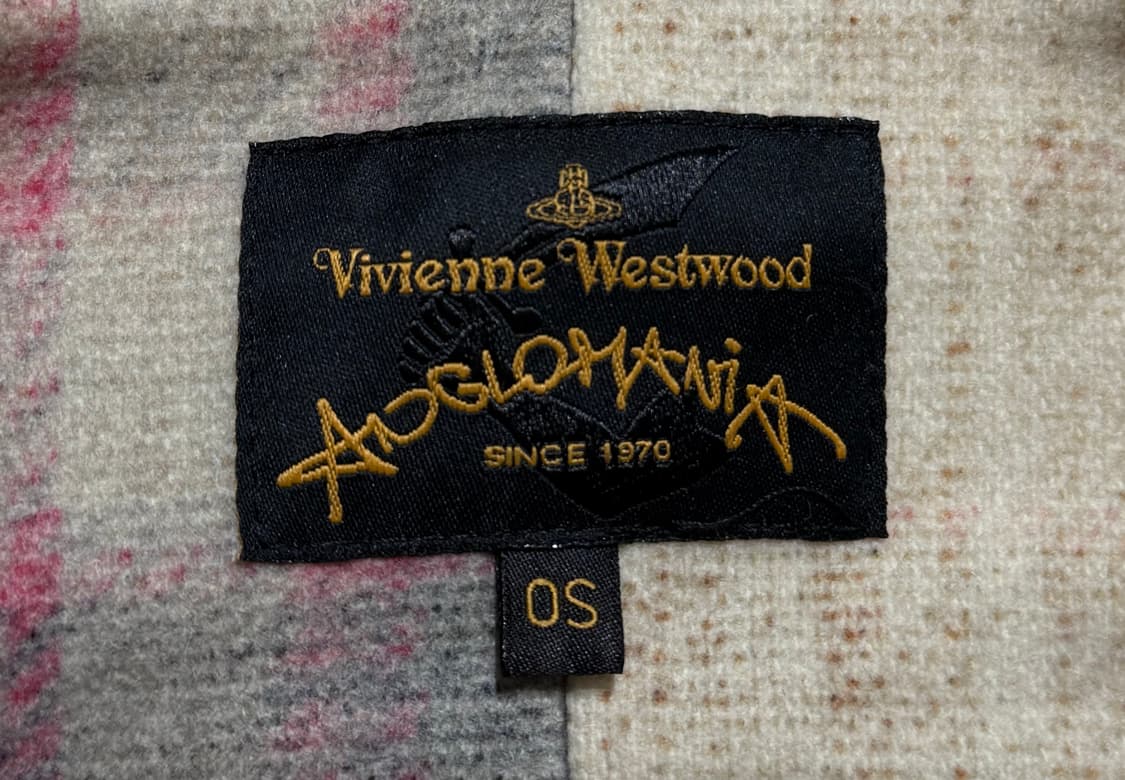 Vivienne Westwood
ANGLOMANiA
SINCE 1970
OS